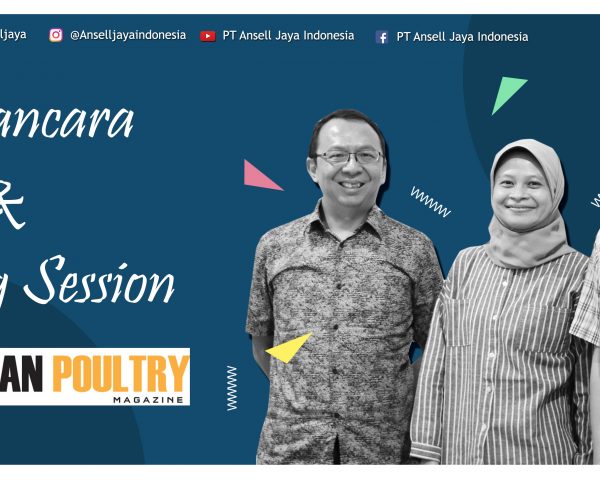 ljaya @Anselljayaindonesia PT Ansell Jaya Indonesia PT Ansell Jaya Indonesia
ancara
&
g Session
AN POULTRY
MAGAZINE